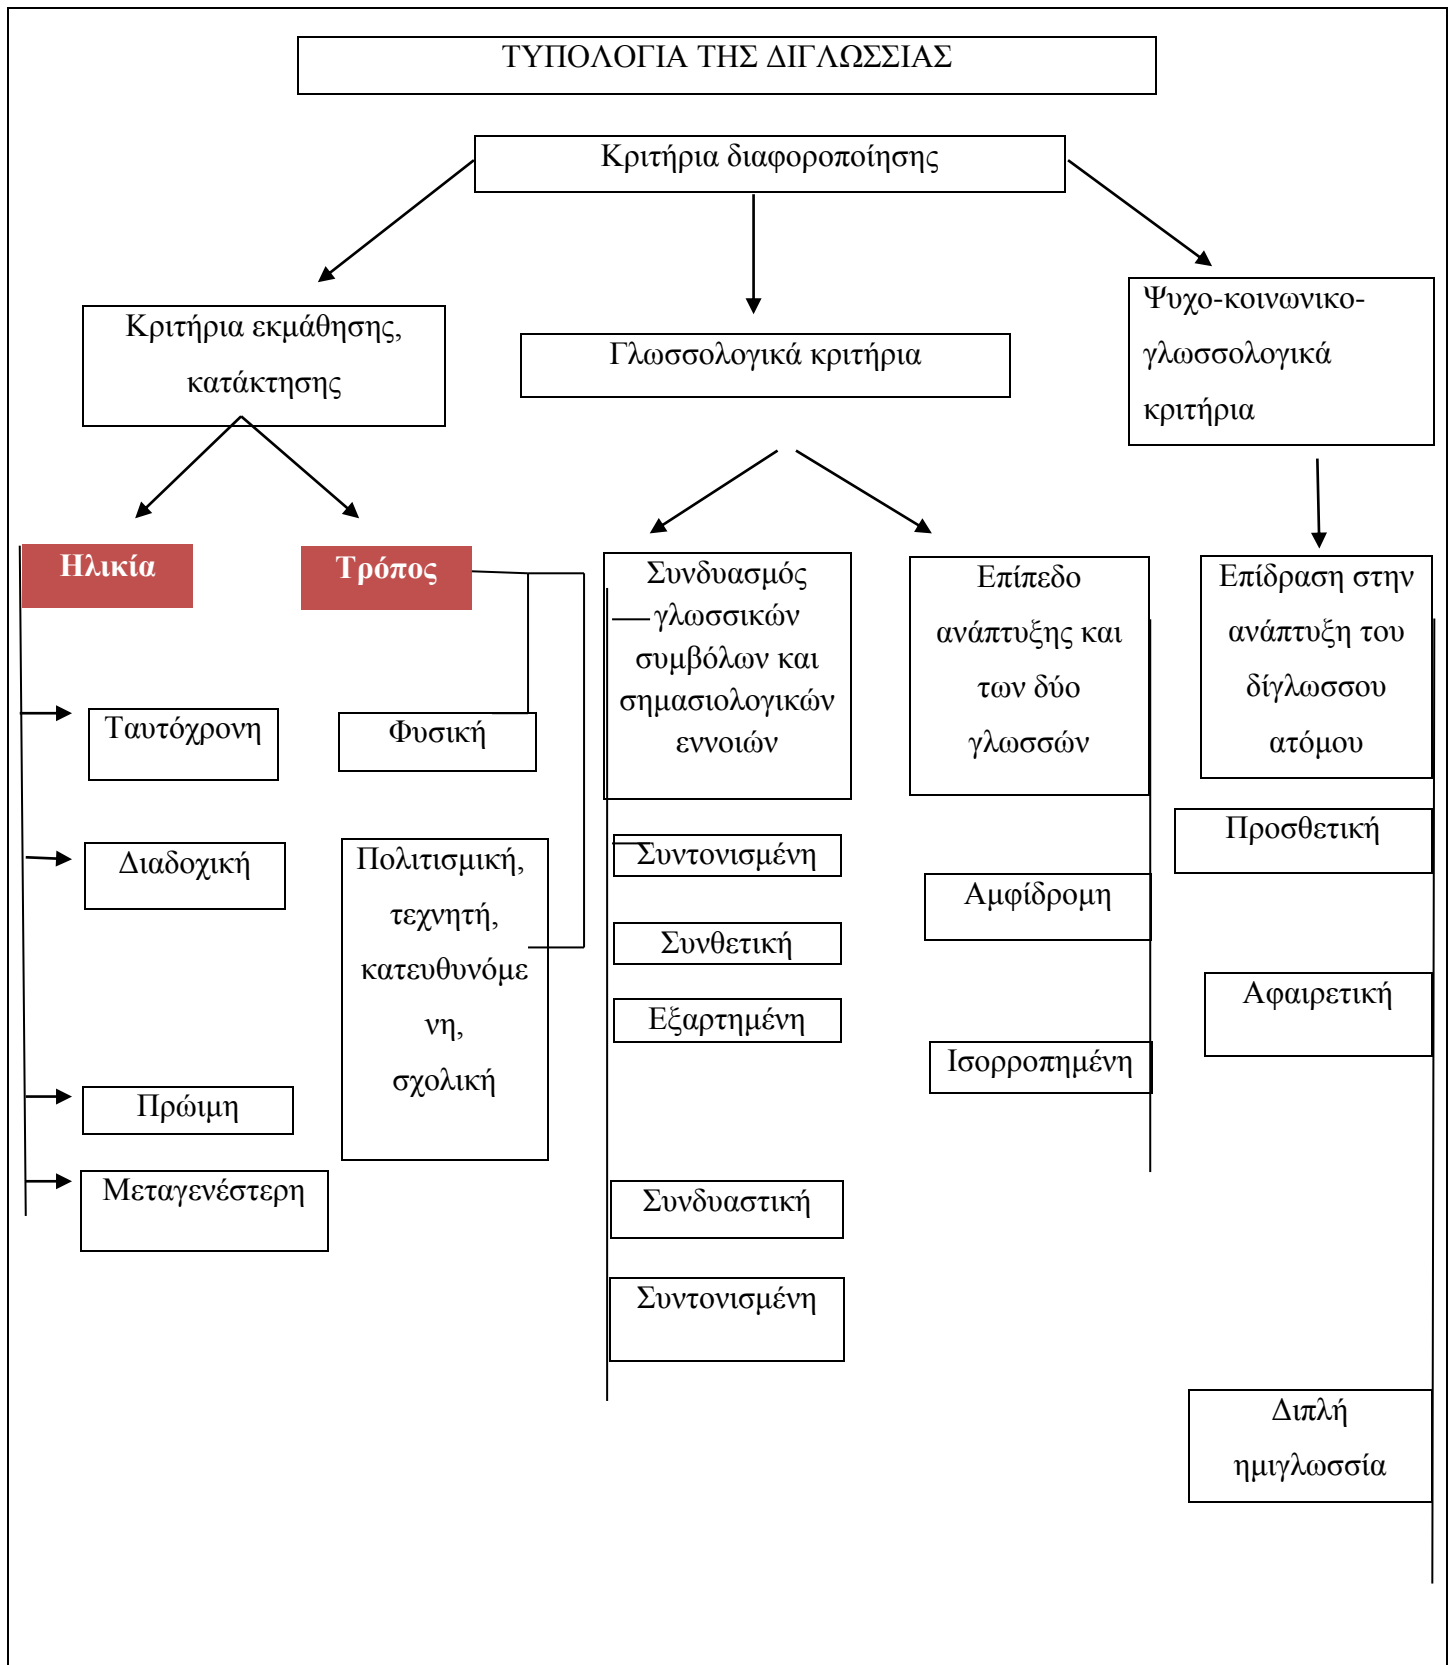 ΤΥΠΟΛΟΓΙΑ ΤΗΣ ΔΙΓΛΩΣΣΙΑΣ
Κριτήρια διαφοροποίησης
Κριτήρια εκμάθησης,
κατάκτησης
Γλωσσολογικά κριτήρια
Ψυχο-κοινωνικο-
γλωσσολογικά
κριτήρια
Ηλικία
Ταυτόχρονη
Διαδοχική
Πρώιμη
Μεταγενέστερη
Τρόπος
Φυσική
Πολιτισμική,
τεχνητή,
κατευθυνόμε
νη,
σχολική
Συνδυασμός
γλωσσικών
συμβόλων και
σημασιολογικών
εννοιών
Συντονισμένη
Συνθετική
Εξαρτημένη
Συνδυαστική
Συντονισμένη
Επίπεδο
ανάπτυξης και
των δύο
γλωσσών
Αμφίδρομη
Ισορροπημένη
Επίδραση στην
ανάπτυξη του
δίγλωσσου
ατόμου
Προσθετική
Αφαιρετική
Διπλή
ημιγλωσσία